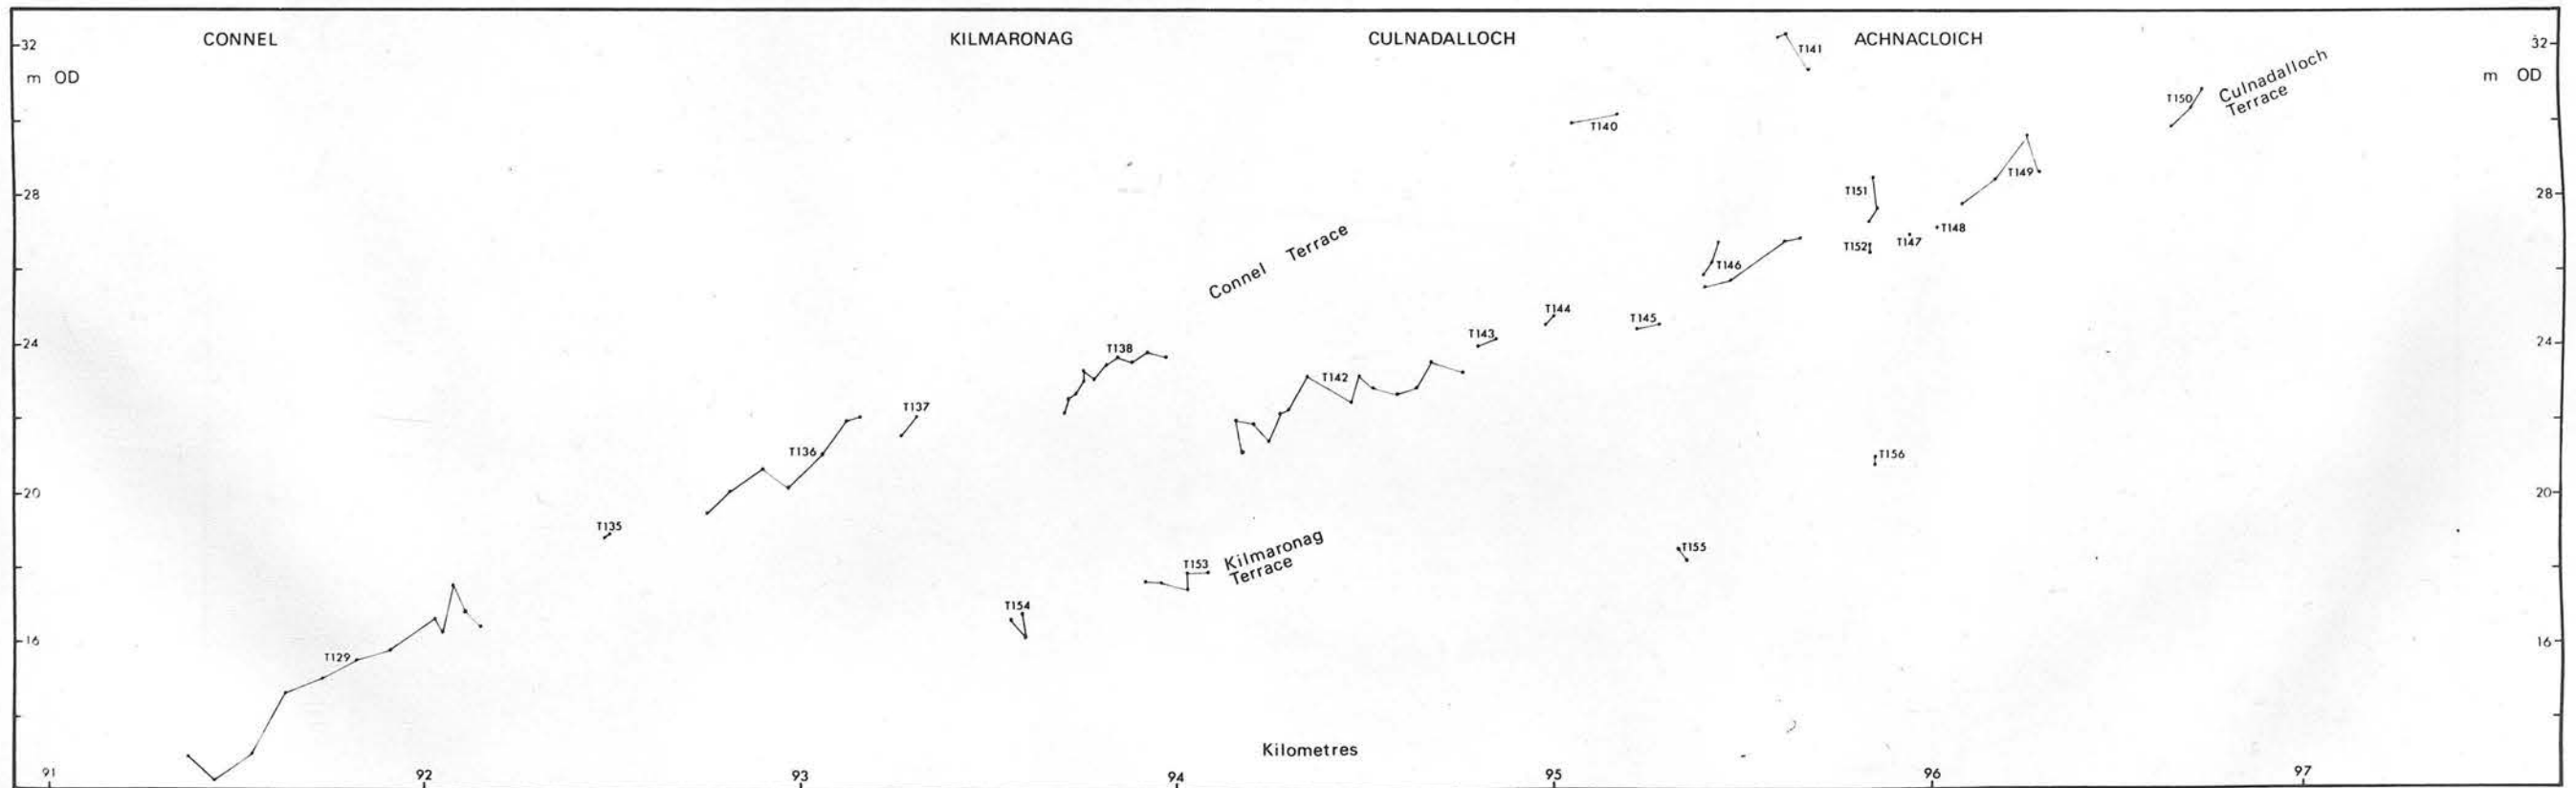 CONNEL KILMARONAG CULNADALLOCH ACHNACLOICH
32 32
m OD m OD
T141
T150 Culnadalloch
Terrace
T140
28 28
T149
T151
T148
T152 T147
Connel Terrace
T146
T144
T145
T143
24 24
T138
T142
T137
T136
T156
20 20
T135
T155
T153 Kilmaronag
Terrace
T154
16 16
T129
Kilometres
91 92 93 94 95 96 97